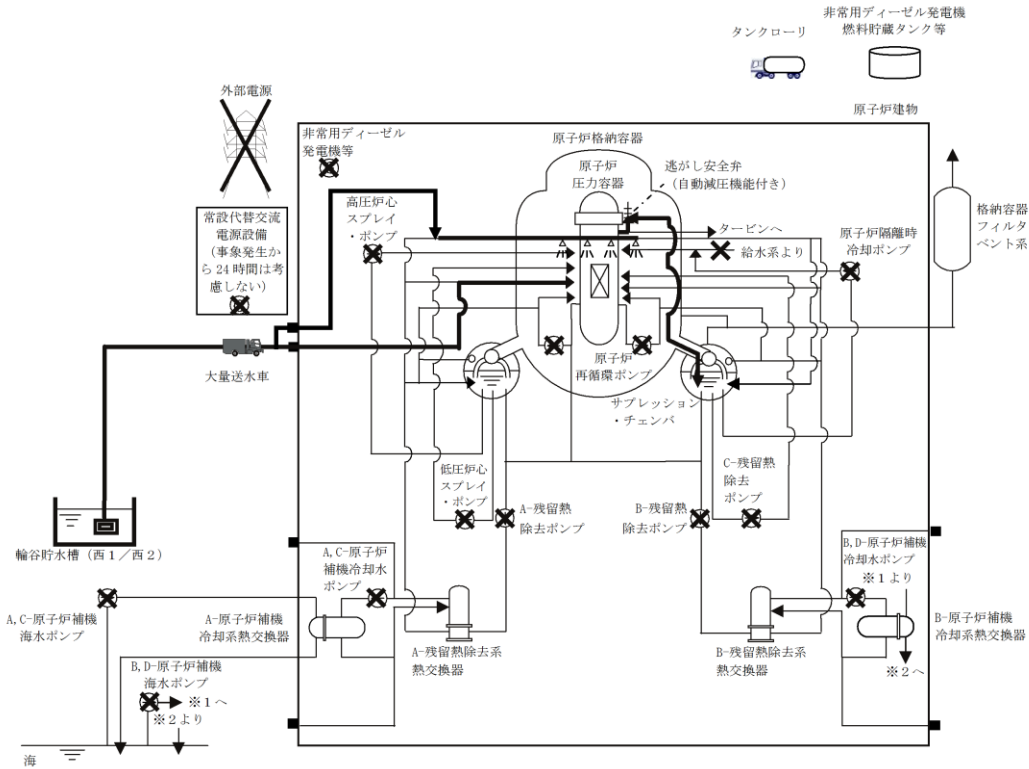 非常用ディーゼル発電機
燃料貯蔵タンク等
タンクローリ
外部電源
原子炉建物
非常用ディーゼル
発電機等
原子炉格納容器
原子炉
圧力容器
逃がし安全弁
(自動減圧機能付き)
高圧炉心
スプレイ
・ポンプ
常設代替交流
電源設備
(事象発生か
ら24時間は考
慮しない)
タービンへ
給水系より
原子炉隔離時
冷却ポンプ
格納容器
フィルタ
ベント系
大量送水車
原子炉
再循環ポンプ
サプレッション
・チェンバ
低圧炉心
スプレイ
・ポンプ
A-残留熱
除去ポンプ
B-残留熱
除去ポンプ
C-残留熱
除去
ポンプ
輪谷貯水槽(西1/西2)
A,C-原子炉
補機冷却水
ポンプ
B,D-原子炉補機
冷却水ポンプ
※1より
A,C-原子炉補機
海水ポンプ
A-原子炉補機
冷却系熱交換器
B-原子炉補機
冷却系熱交換器
A-残留熱除去系
熱交換器
B-残留熱除去系
熱交換器
※2へ
B,D-原子炉補機
海水ポンプ
※1へ
※2より
海